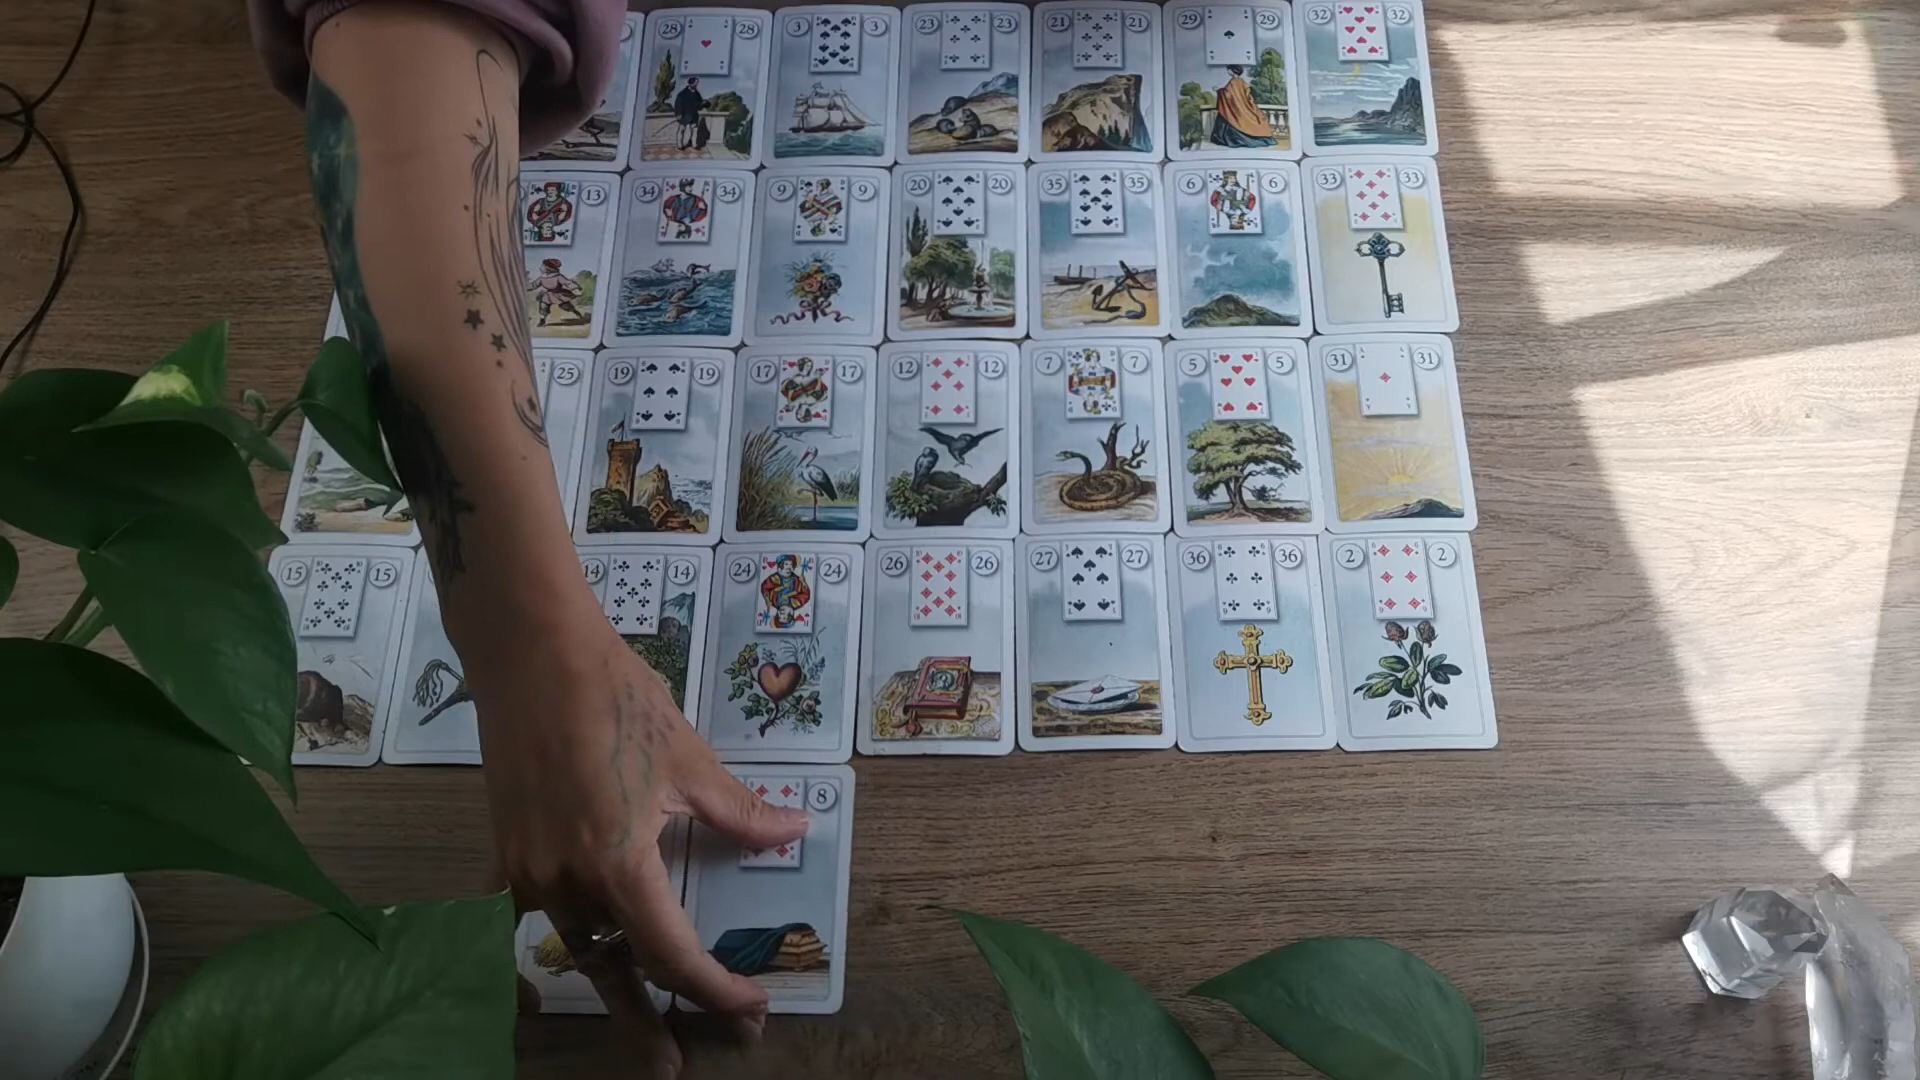 28 28 3 3 23 23 21 21 29 29 32 32
13 34 34 9 9 20 20 35 35 6 6 33 33
25 19 19 17 17 12 12 7 7 5 5 31 31
15 15 14 14 24 24 26 26 27 27 36 36 2 2
8